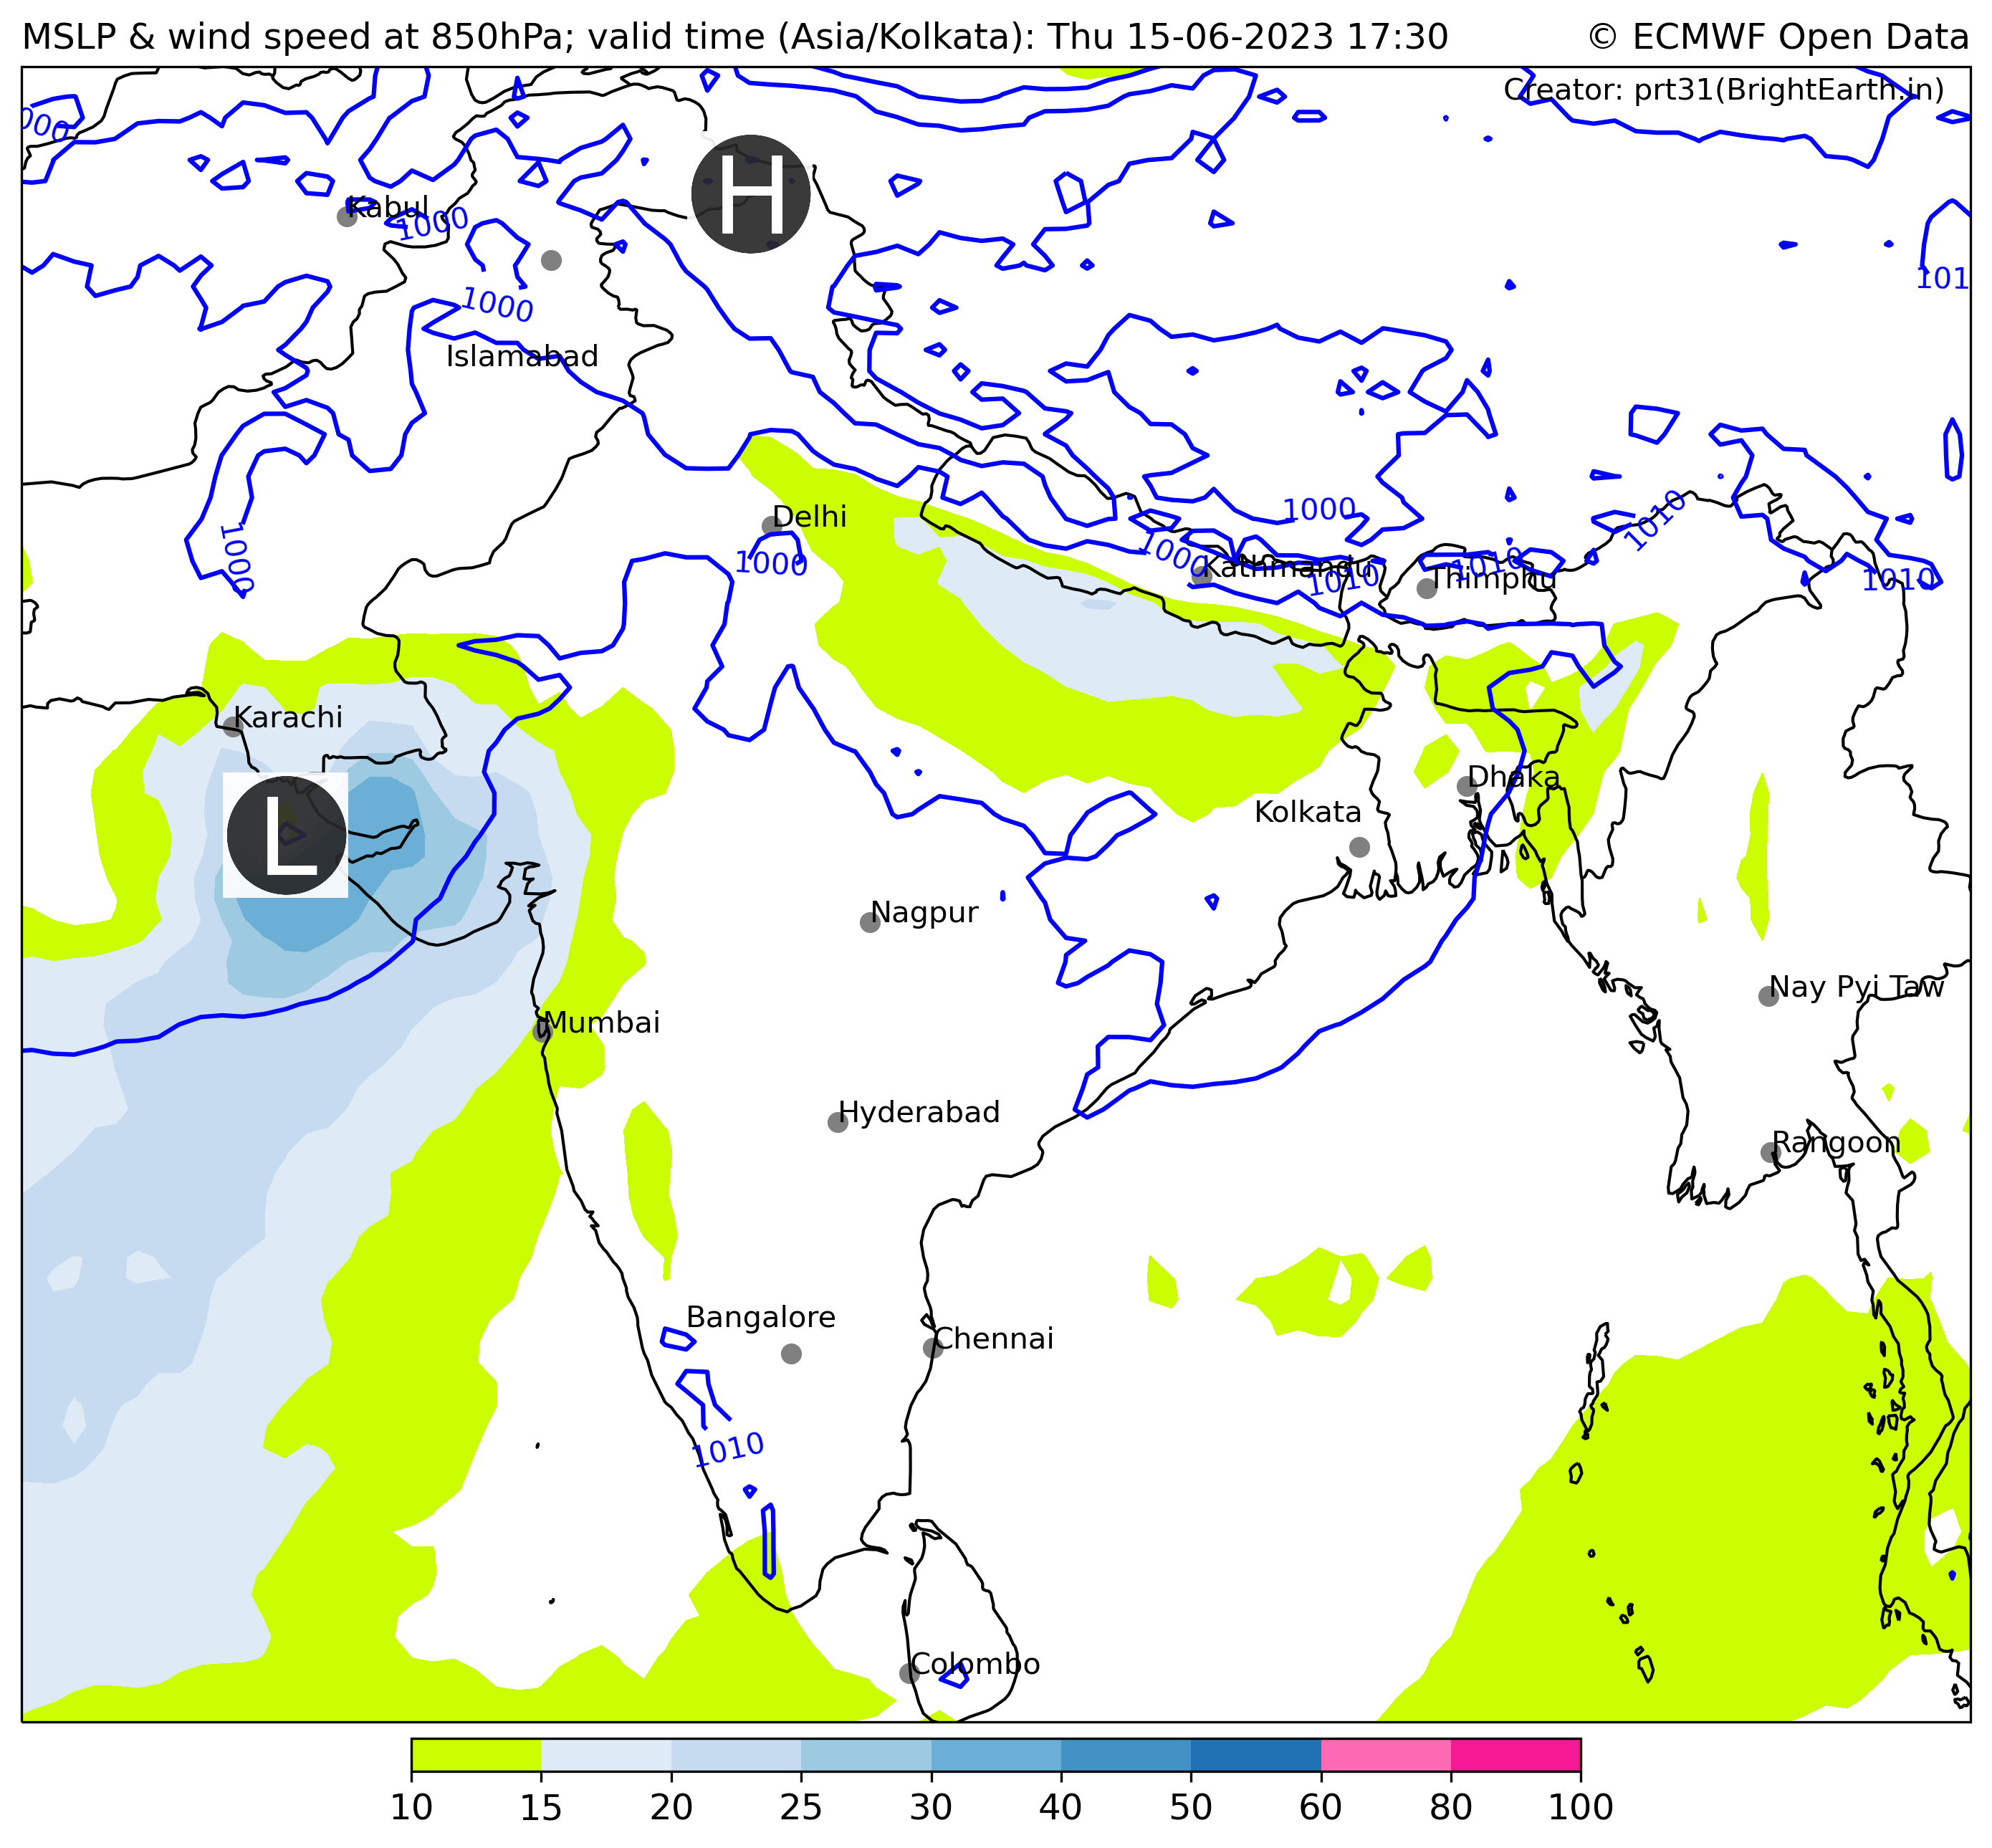 MSLP & wind speed at 850hPa; valid time (Asia/Kolkata): Thu 15-06-2023 17:30
© ECMWF Open Data
Creator: prt31(BrightEarth.in)
000
H
Kabul
1000
101
1000
Islamabad
1000
1010
Delhi
1000
1000
1000
Kathmandu
1010
1010
Thimphu
1010
Karachi
Dhaka
Kolkata
L
Nagpur
Nay Pyi Taw
Mumbai
Hyderabad
Rangoon
Bangalore
Chennai
1010
Colombo
10 15 20 25 30 40 50 60 80 100